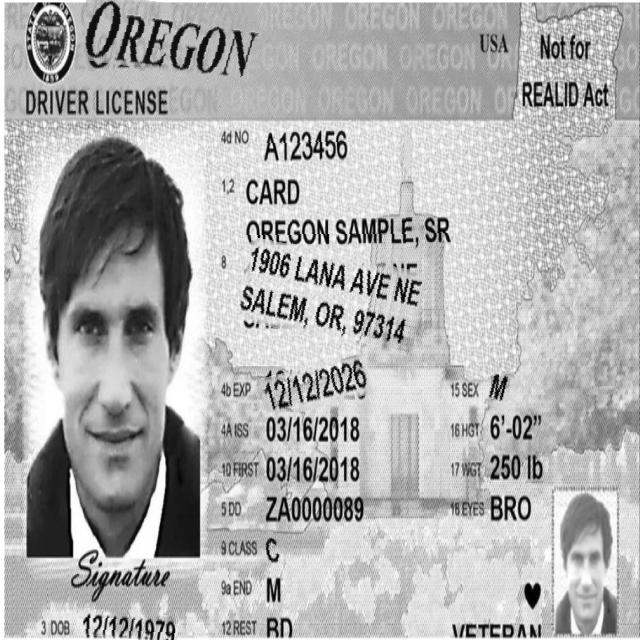 OREGON
USA
Not for
REALID Act
DRIVER LICENSE
4d NO A123456
1,2 CARD
OREGON SAMPLE, SR
8 1906 LANA AVE NE
SALEM, OR, 97314
4b EXP 12/12/2026 15 SEX M
4A ISS 03/16/2018 16 HGT 6'-02”
10 FIRST 03/16/2018 17 WGT 250 lb
5 DD ZA0000089 18 EYES BRO
9 CLASS C
9a END M
Signature
3 DOB 12/12/1979 12 REST BD VETERAN